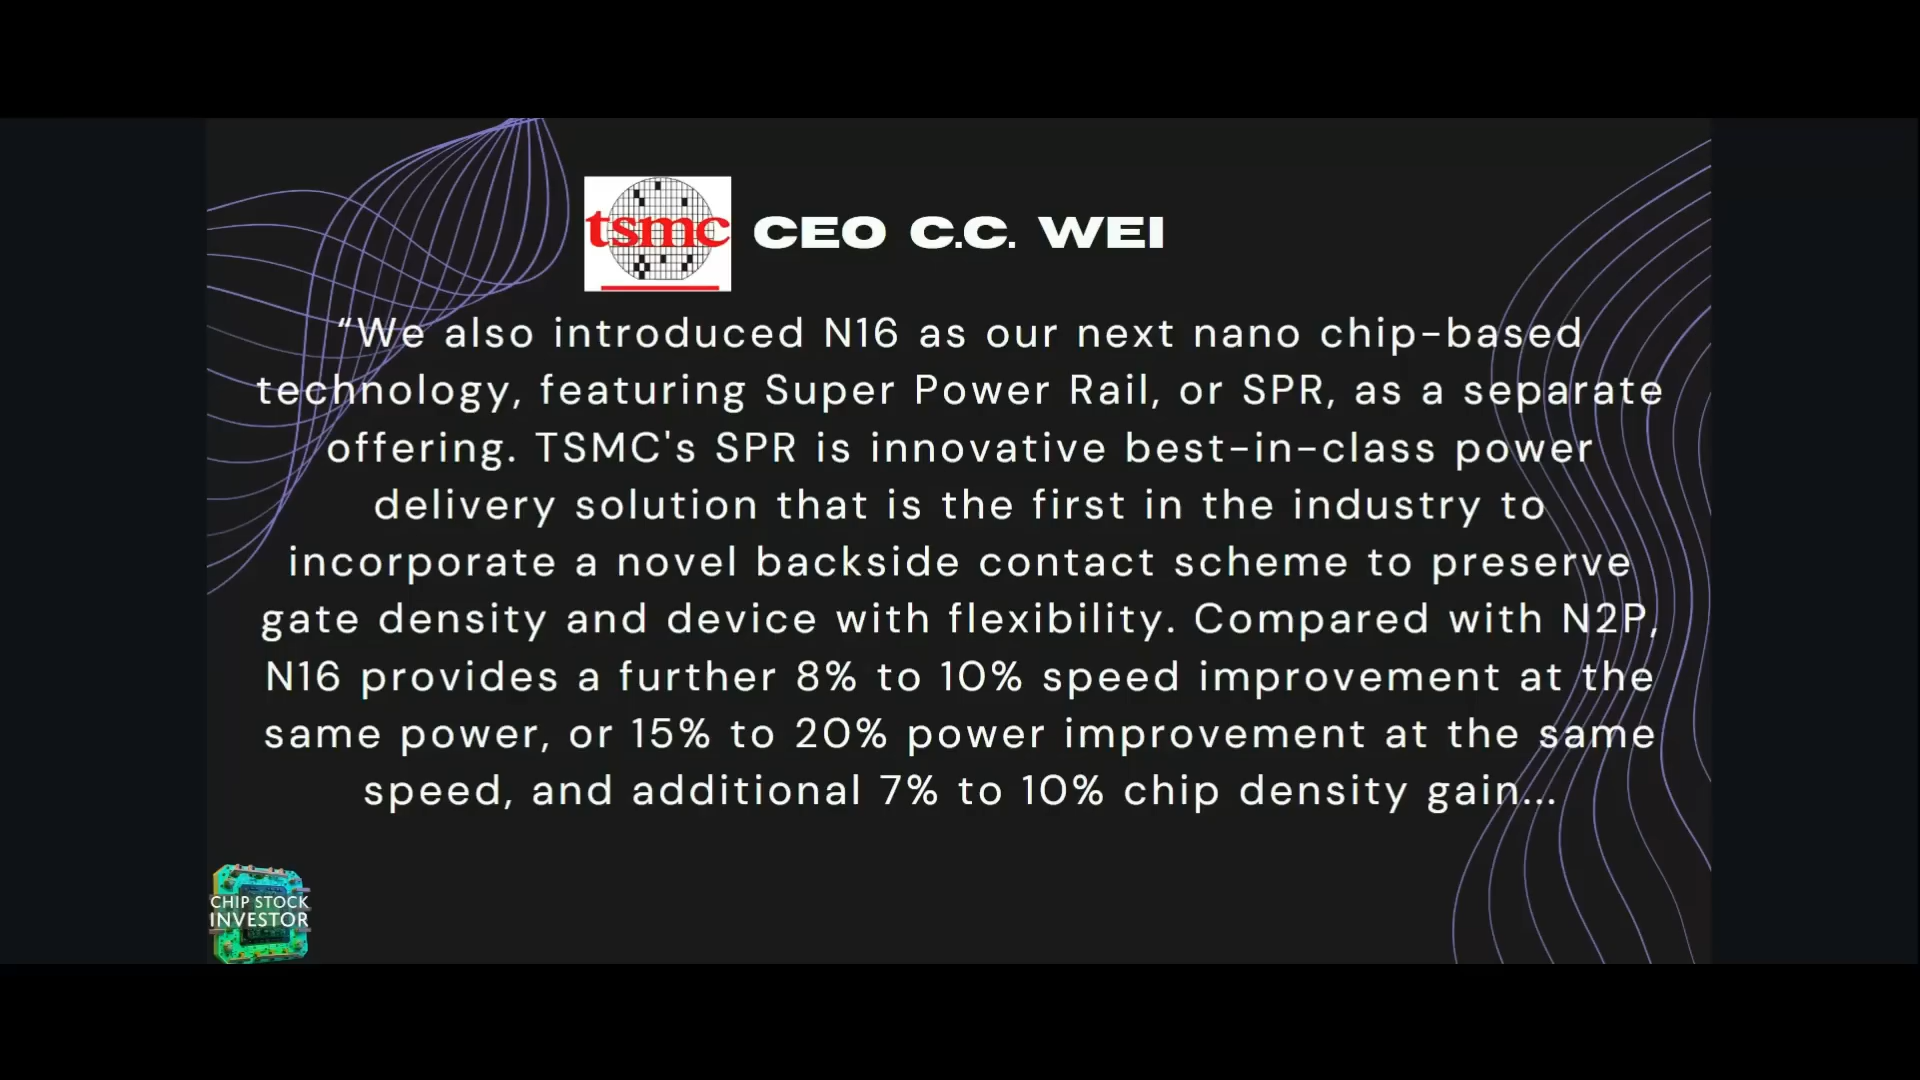 tsmc CEO C.C. WEI
“We also introduced N16 as our next nano chip-based
technology, featuring Super Power Rail, or SPR, as a separate
offering. TSMC's SPR is innovative best-in-class power
delivery solution that is the first in the industry to
incorporate a novel backside contact scheme to preserve
gate density and device with flexibility. Compared with N2P,
N16 provides a further 8% to 10% speed improvement at the
same power, or 15% to 20% power improvement at the same
speed, and additional 7% to 10% chip density gain...
CHIP STOCK
INVESTOR